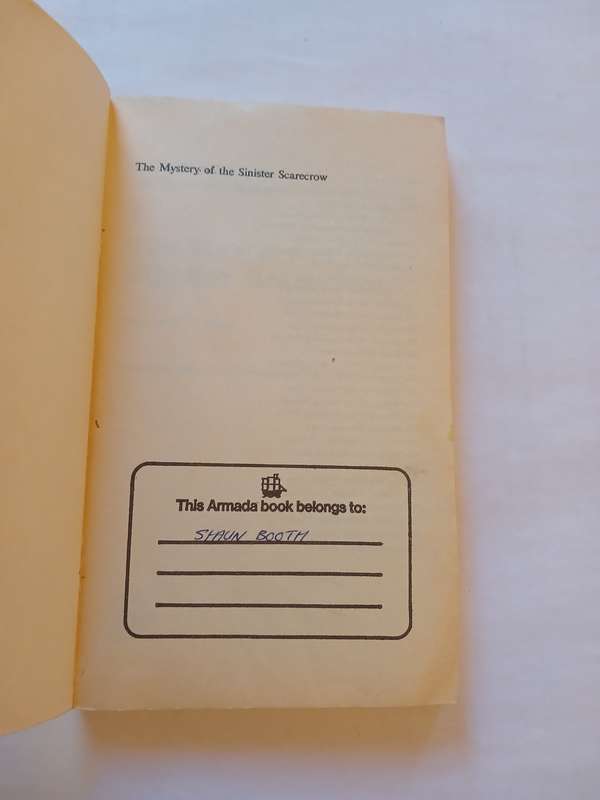 The Mystery of the Sinister Scarecrow
This Armada book belongs to:
SHAUN BOOTH